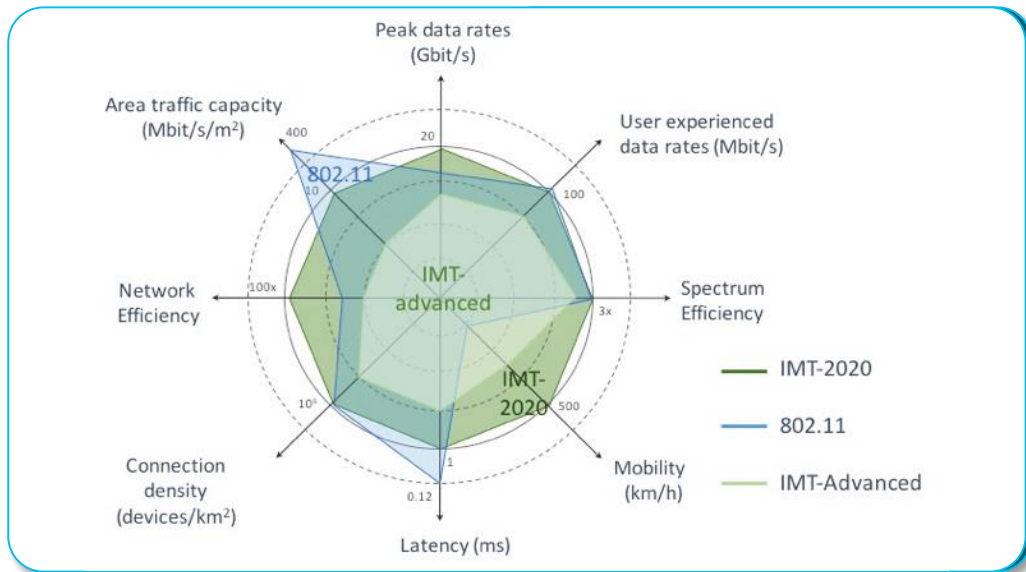 Peak data rates
(Gbit/s)
Area traffic capacity
(Mbit/s/m²)
400
20
User experienced
data rates (Mbit/s)
802.11
10
100
Network
Efficiency
100x
IMT-
advanced
Spectrum
Efficiency
3x
IMT-
2020
IMT-2020
10⁶
500
802.11
Connection
density
(devices/km²)
1
0.12
Mobility
(km/h)
IMT-Advanced
Latency (ms)